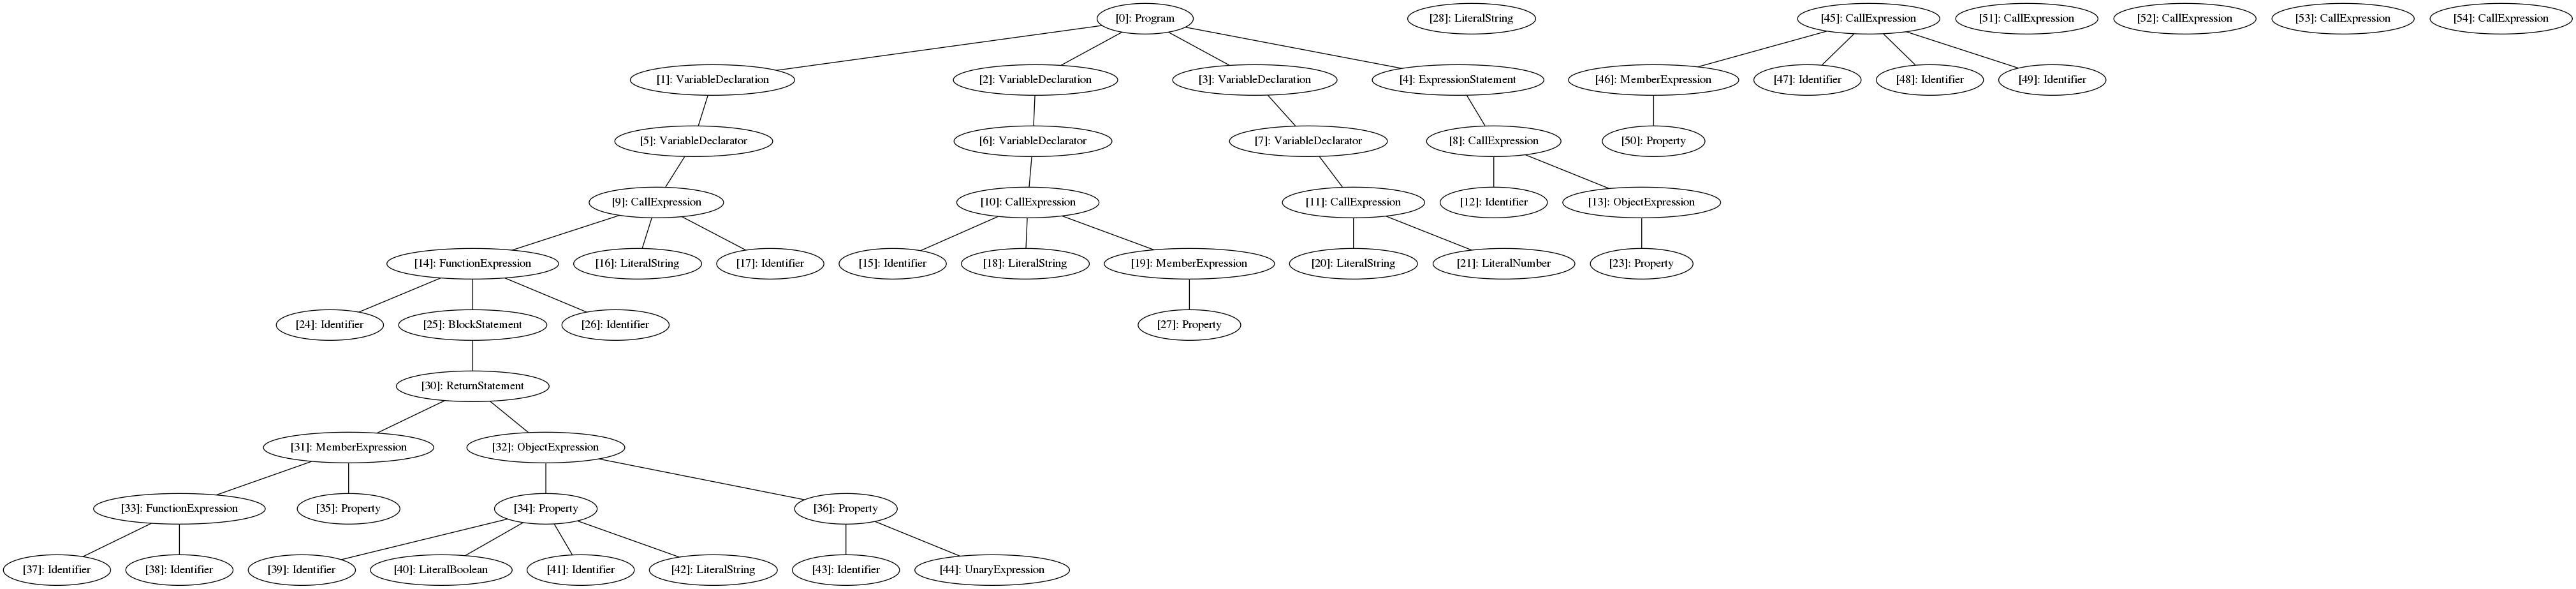 [0]: Program [28]: LiteralString [45]: CallExpression [51]: CallExpression [52]: CallExpression [53]: CallExpression [54]: CallExpression
[1]: VariableDeclaration [2]: VariableDeclaration [3]: VariableDeclaration [4]: ExpressionStatement [46]: MemberExpression [47]: Identifier [48]: Identifier [49]: Identifier
[5]: VariableDeclarator [6]: VariableDeclarator [7]: VariableDeclarator [8]: CallExpression [50]: Property
[9]: CallExpression [10]: CallExpression [11]: CallExpression [12]: Identifier [13]: ObjectExpression
[14]: FunctionExpression [16]: LiteralString [17]: Identifier [15]: Identifier [18]: LiteralString [19]: MemberExpression [20]: LiteralString [21]: LiteralNumber [23]: Property
[24]: Identifier [25]: BlockStatement [26]: Identifier [27]: Property
[30]: ReturnStatement
[31]: MemberExpression [32]: ObjectExpression
[33]: FunctionExpression [35]: Property [34]: Property [36]: Property
[37]: Identifier [38]: Identifier [39]: Identifier [40]: LiteralBoolean [41]: Identifier [42]: LiteralString [43]: Identifier [44]: UnaryExpression